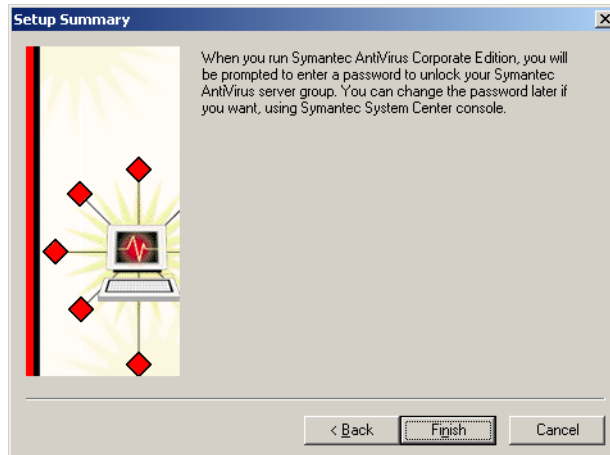 Setup Summary
When you run Symantec AntiVirus Corporate Edition, you will
be prompted to enter a password to unlock your Symantec
AntiVirus server group. You can change the password later if
you want, using Symantec System Center console.
< Back
Finish
Cancel